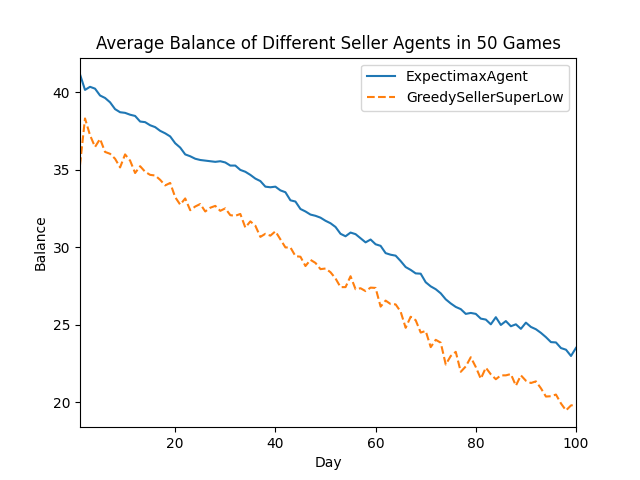 Average Balance of Different Seller Agents in 50 Games
ExpectimaxAgent
GreedySellerSuperLow
Balance
40
35
30
25
20
20
40
60
80
100
Day